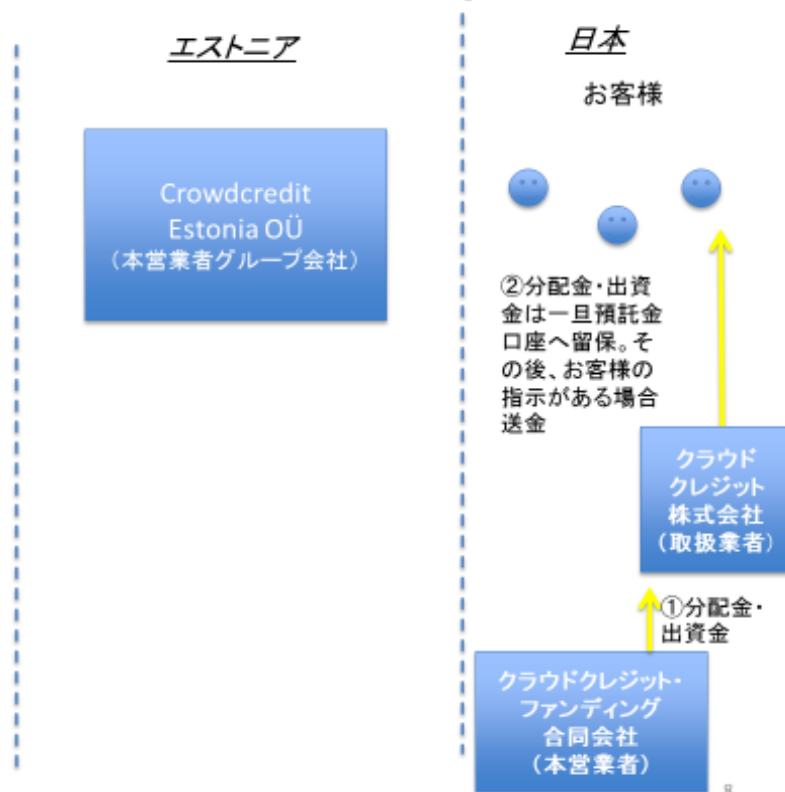 エストニア
日本
お客様
Crowdcredit
Estonia OÜ
（本営業者グループ会社）
②分配金・出資
金は一旦預託金
口座へ留保。そ
の後、お客様の
指示がある場合
送金
クラウド
クレジット
株式会社
（取扱業者）
①分配金・
出資金
クラウドクレジット・
ファンディング
合同会社
（本営業者）